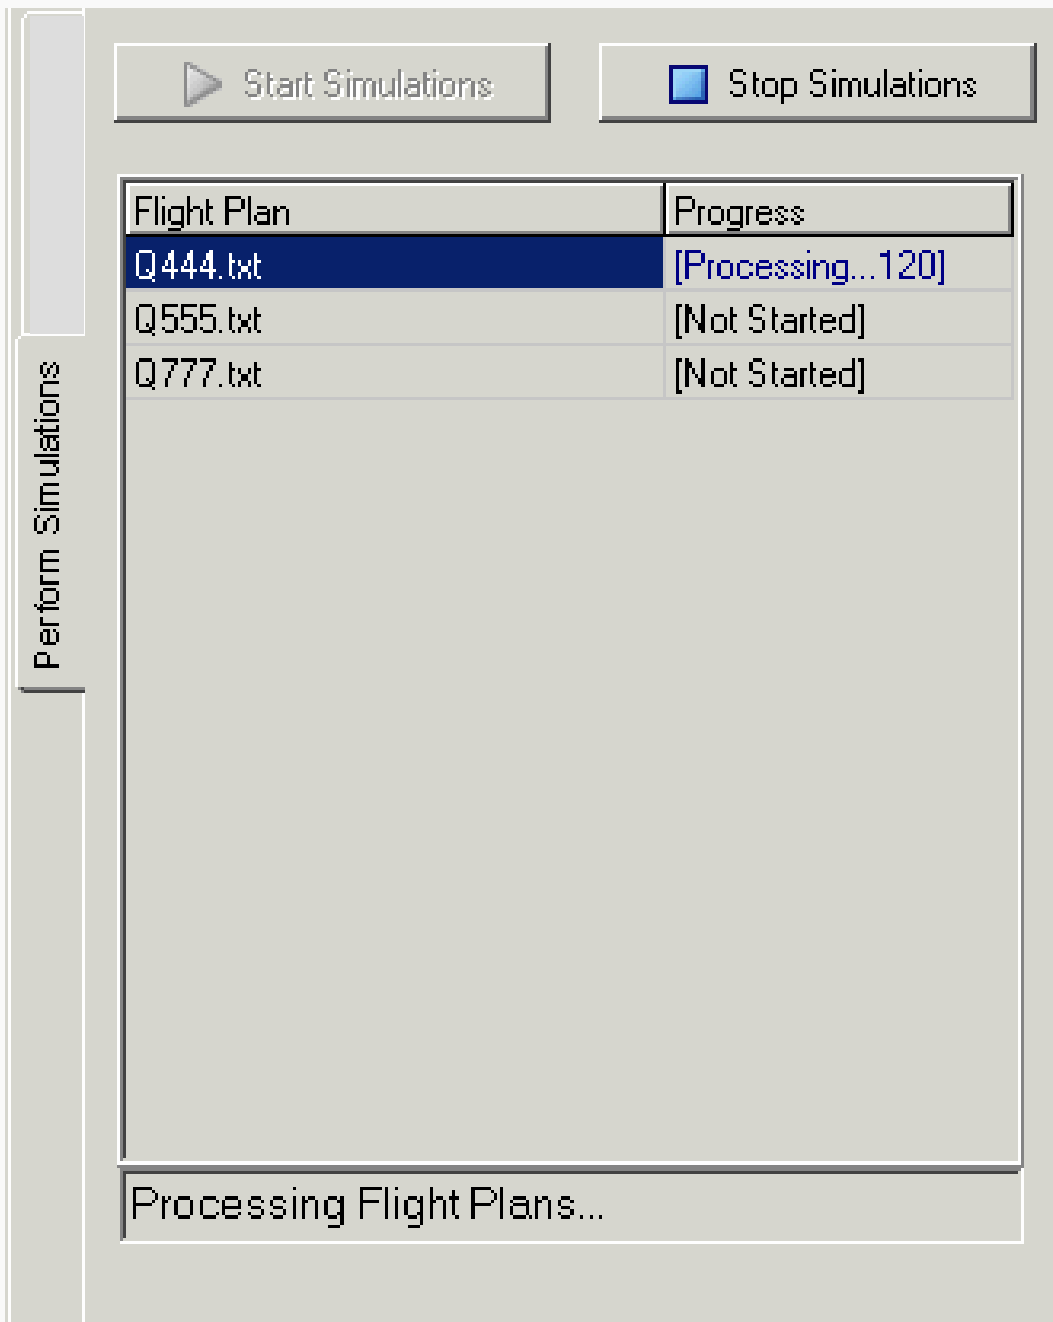 Start Simulations
Stop Simulations
Flight Plan Progress
Q444.txt [Processing...120]
Q555.txt [Not Started]
Q777.txt [Not Started]
Perform Simulations
Processing Flight Plans...